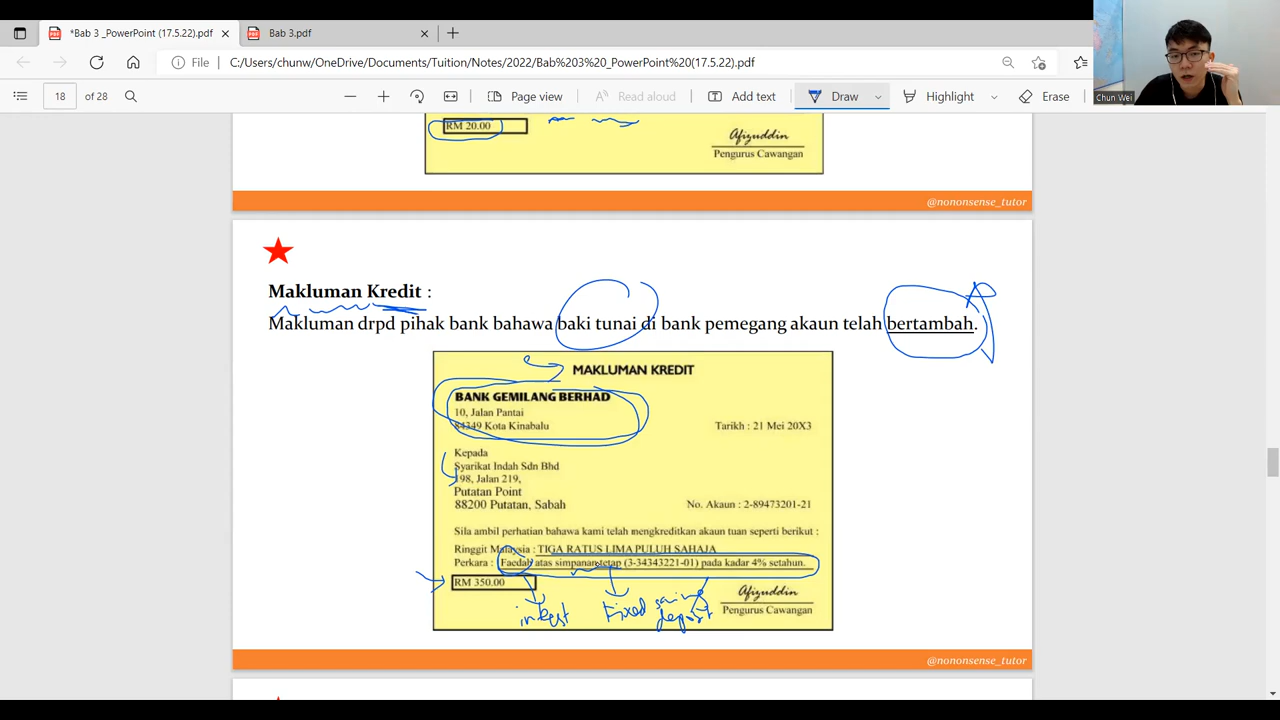 *Bab 3 _PowerPoint (17.5.22).pdf
Bab 3.pdf
File
C:/Users/chunw/OneDrive/Documents/Tuition/Notes/2022/Bab%203%20_PowerPoint%20(17.5.22).pdf
18 of 28
Page view
Read aloud
Add text
Draw
Highlight
Erase
Chun Wei
RM 20.00
Afizuddin
Pengurus Cawangan
@nononsense_tutor
Makluman Kredit :
Makluman drpd pihak bank bahawa baki tunai di bank pemegang akaun telah bertambah.
MAKLUMAN KREDIT
BANK GEMILANG BERHAD
10, Jalan Pantai
84349 Kota Kinabalu
Tarikh : 21 Mei 20X3
Kepada
Syarikat Indah Sdn Bhd
198, Jalan 219,
Putatan Point
88200 Putatan, Sabah
No. Akaun : 2-89473201-21
Sila ambil perhatian bahawa kami telah mengkreditkan akaun tuan seperti berikut :
Ringgit Malaysia : TIGA RATUS LIMA PULUH SAHAJA
Perkara : Faedah atas simpanan tetap (3-34343221-01) pada kadar 4% setahun.
RM 350.00
Fixed
deposit
Afizuddin
Pengurus Cawangan
@nononsense_tutor